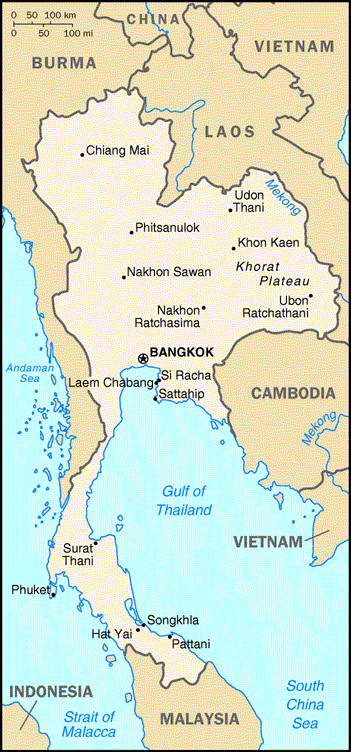 0 50 100 km
0 50 100 mi
CHINA
VIETNAM
BURMA
LAOS
Chiang Mai
Udon
Thani
Mekong
Phitsanulok
Khon Kaen
Khorat
Plateau
Nakhon Sawan
Nakhon
Ratchasima
Ubon
Ratchathani
BANGKOK
Andaman
Sea
Laem Chabang
Si Racha
Sattahip
CAMBODIA
Mekong
Gulf of
Thailand
VIETNAM
Surat
Thani
Phuket
Songkhla
Hat Yai
Pattani
INDONESIA
Strait of
Malacca
MALAYSIA
South
China
Sea